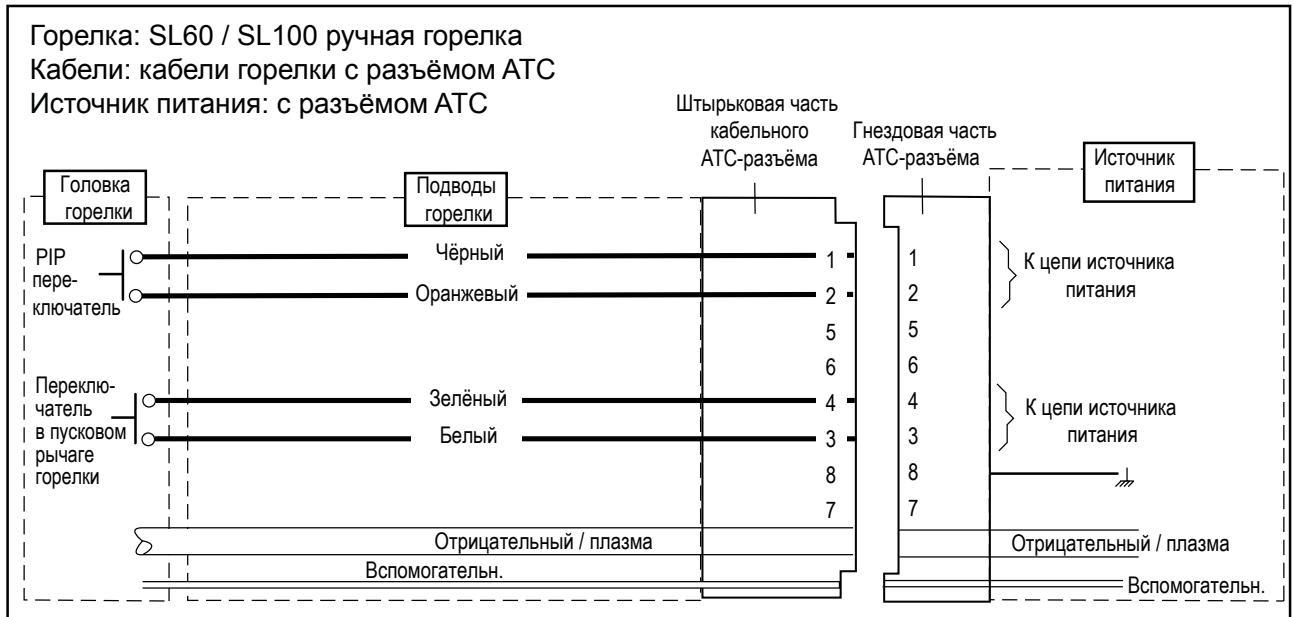 Горелка: SL60 / SL100 ручная горелка
Кабели: кабели горелки с разъёмом ATC
Источник питания: с разъёмом ATC
Штырьковая часть
кабельного
АТС-разъёма
Гнездовая часть
АТС-разъёма
Источник
питания
Головка
горелки
Подводы
горелки
PIP
пере-
ключатель
Чёрный
1
1
К цепи источника
питания
Оранжевый
2
2
5
5
6
6
Переклю-
чатель
в пусковом
рычаге
горелки
Зелёный
4
4
К цепи источника
питания
Белый
3
3
8
8
7
7
Отрицательный / плазма
Отрицательный / плазма
Вспомогательн.
Вспомогательн.